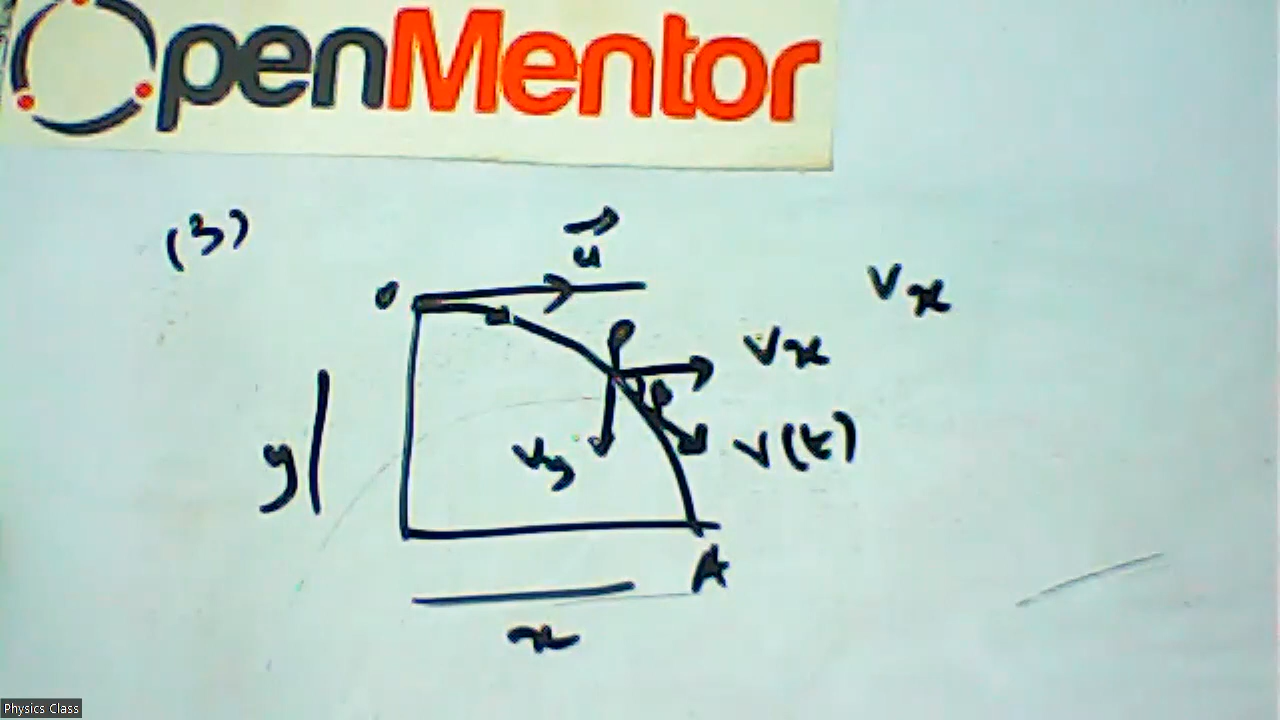 OpenMentor
(3)
u
O
Vx
P
Vx
y
Vy
V(t)
A
x
Physics Class